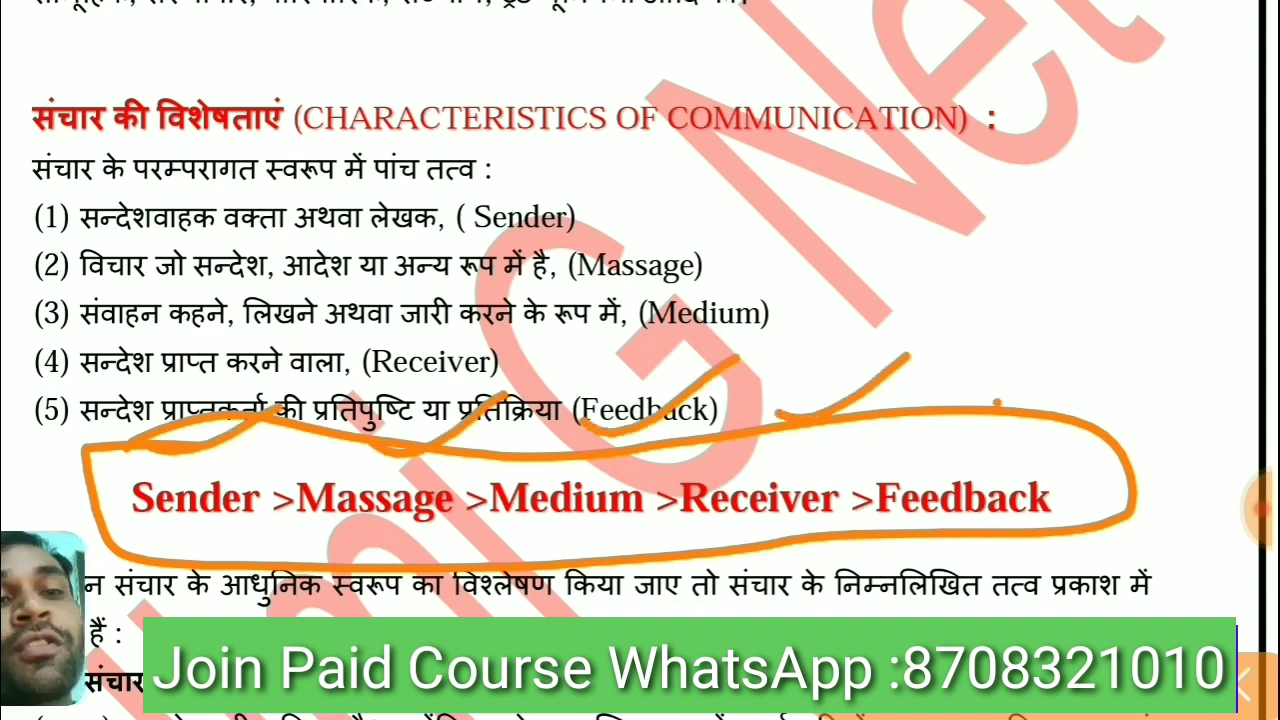 संचार की विशेषताएं (CHARACTERISTICS OF COMMUNICATION) :
संचार के परम्परागत स्वरूप में पांच तत्व :
(1) सन्देशवाहक वक्ता अथवा लेखक, ( Sender)
(2) विचार जो सन्देश, आदेश या अन्य रूप में है, (Massage)
(3) संवाहन कहने, लिखने अथवा जारी करने के रूप में, (Medium)
(4) सन्देश प्राप्त करने वाला, (Receiver)
(5) सन्देश प्राप्तकर्ता की प्रतिपुष्टि या प्रतिक्रिया (Feedback)
Sender >Massage >Medium >Receiver >Feedback
न संचार के आधुनिक स्वरूप का विश्लेषण किया जाए तो संचार के निम्नलिखित तत्व प्रकाश में
हैं :
संचार
Join Paid Course WhatsApp :8708321010
G Net